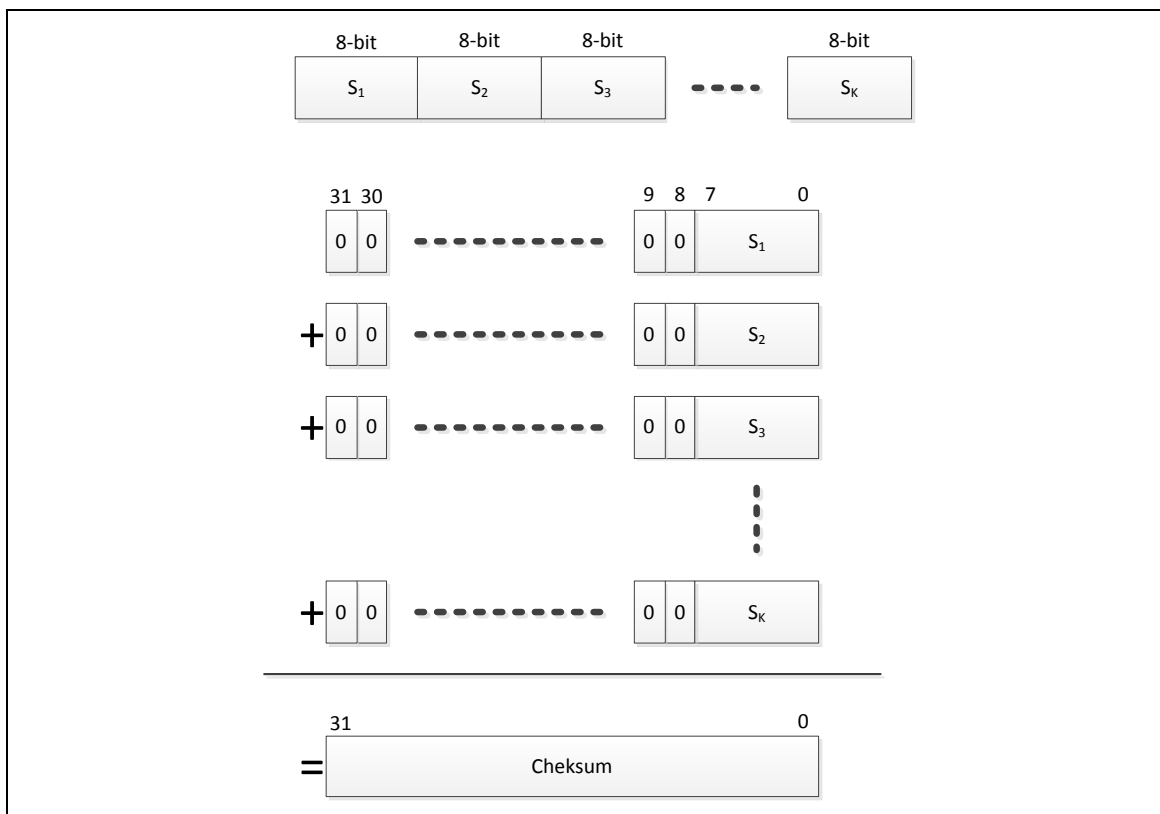 8-bit 8-bit 8-bit 8-bit
S₁ S₂ S₃ Sₖ
31 30 9 8 7 0
0 0 0 0 S₁
+ 0 0 0 0 S₂
+ 0 0 0 0 S₃
+ 0 0 0 0 Sₖ
31 0
= Cheksum